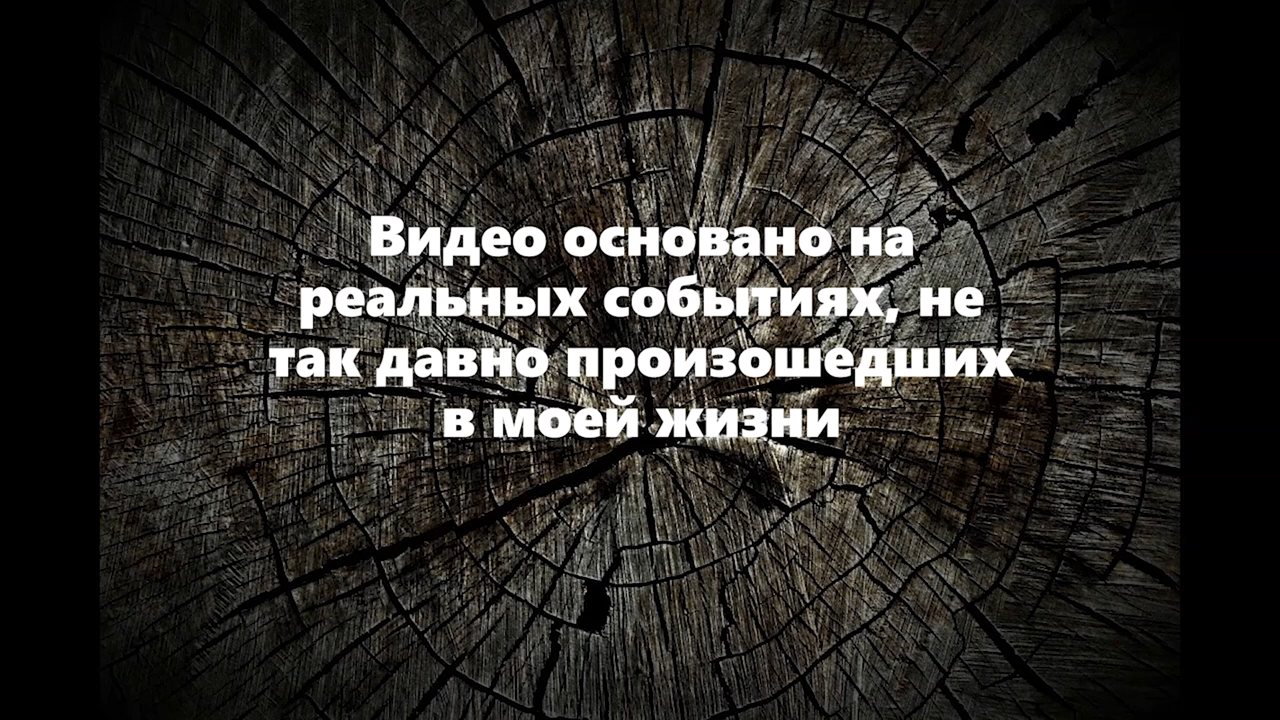 Видео основано на
реальных событиях, не
так давно произошедших
в моей жизни